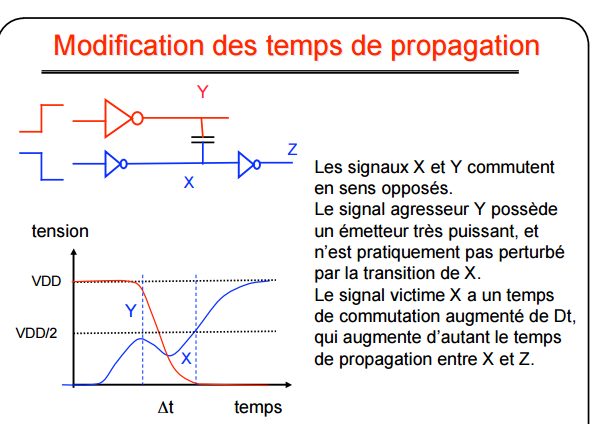 Modification des temps de propagation
Y
Z
X
Les signaux X et Y commutent
en sens opposés.
Le signal agresseur Y possède
un émetteur très puissant, et
n'est pratiquement pas perturbé
par la transition de X.
Le signal victime X a un temps
de commutation augmenté de Dt,
qui augmente d'autant le temps
de propagation entre X et Z.
tension
VDD
Y
VDD/2
X
Δt
temps